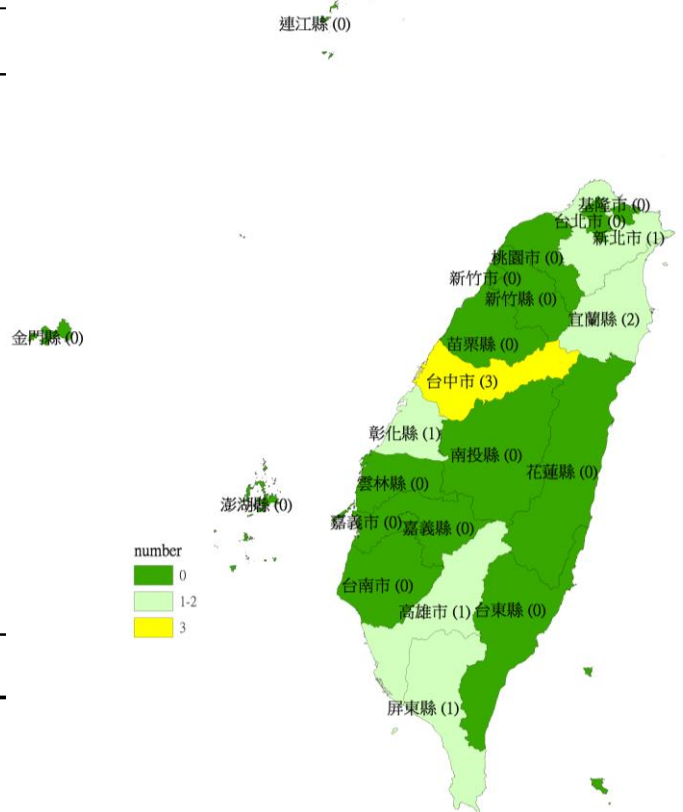 連江縣 (0)
基隆市 (0)
台北市 (0)
新北市 (1)
桃園市 (0)
新竹市 (0)
新竹縣 (0)
宜蘭縣 (2)
金門縣 (0)
苗栗縣 (0)
台中市 (3)
彰化縣 (1)
南投縣 (0)
花蓮縣 (0)
雲林縣 (0)
澎湖縣 (0)
嘉義市 (0)
嘉義縣 (0)
number
0
1-2
3
台南市 (0)
高雄市 (1)
台東縣 (0)
屏東縣 (1)